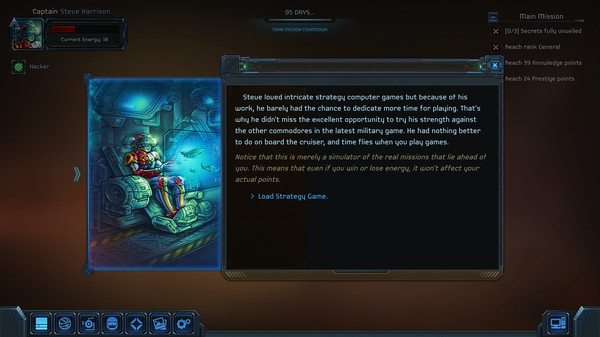 Captain Steve Harrison
Current Energy: 18
Hacker
95 DAYS...
MAIN MISSION COUNTDOWN
Main Mission
[0/3] Secrets fully unveiled
Reach rank General
Reach 39 Knowledge points
Reach 24 Prestige points
Steve loved intricate strategy computer games but because of his
work, he barely had the chance to dedicate more time for playing. That's
why he didn't miss the excellent opportunity to try his strength against
the other commodores in the latest military game. He had nothing better
to do on board the cruiser, and time flies when you play games.
Notice that this is merely a simulator of the real missions that lie ahead of
you. This means that even if you win or lose energy, it won't affect your
actual points.
> Load Strategy Game.